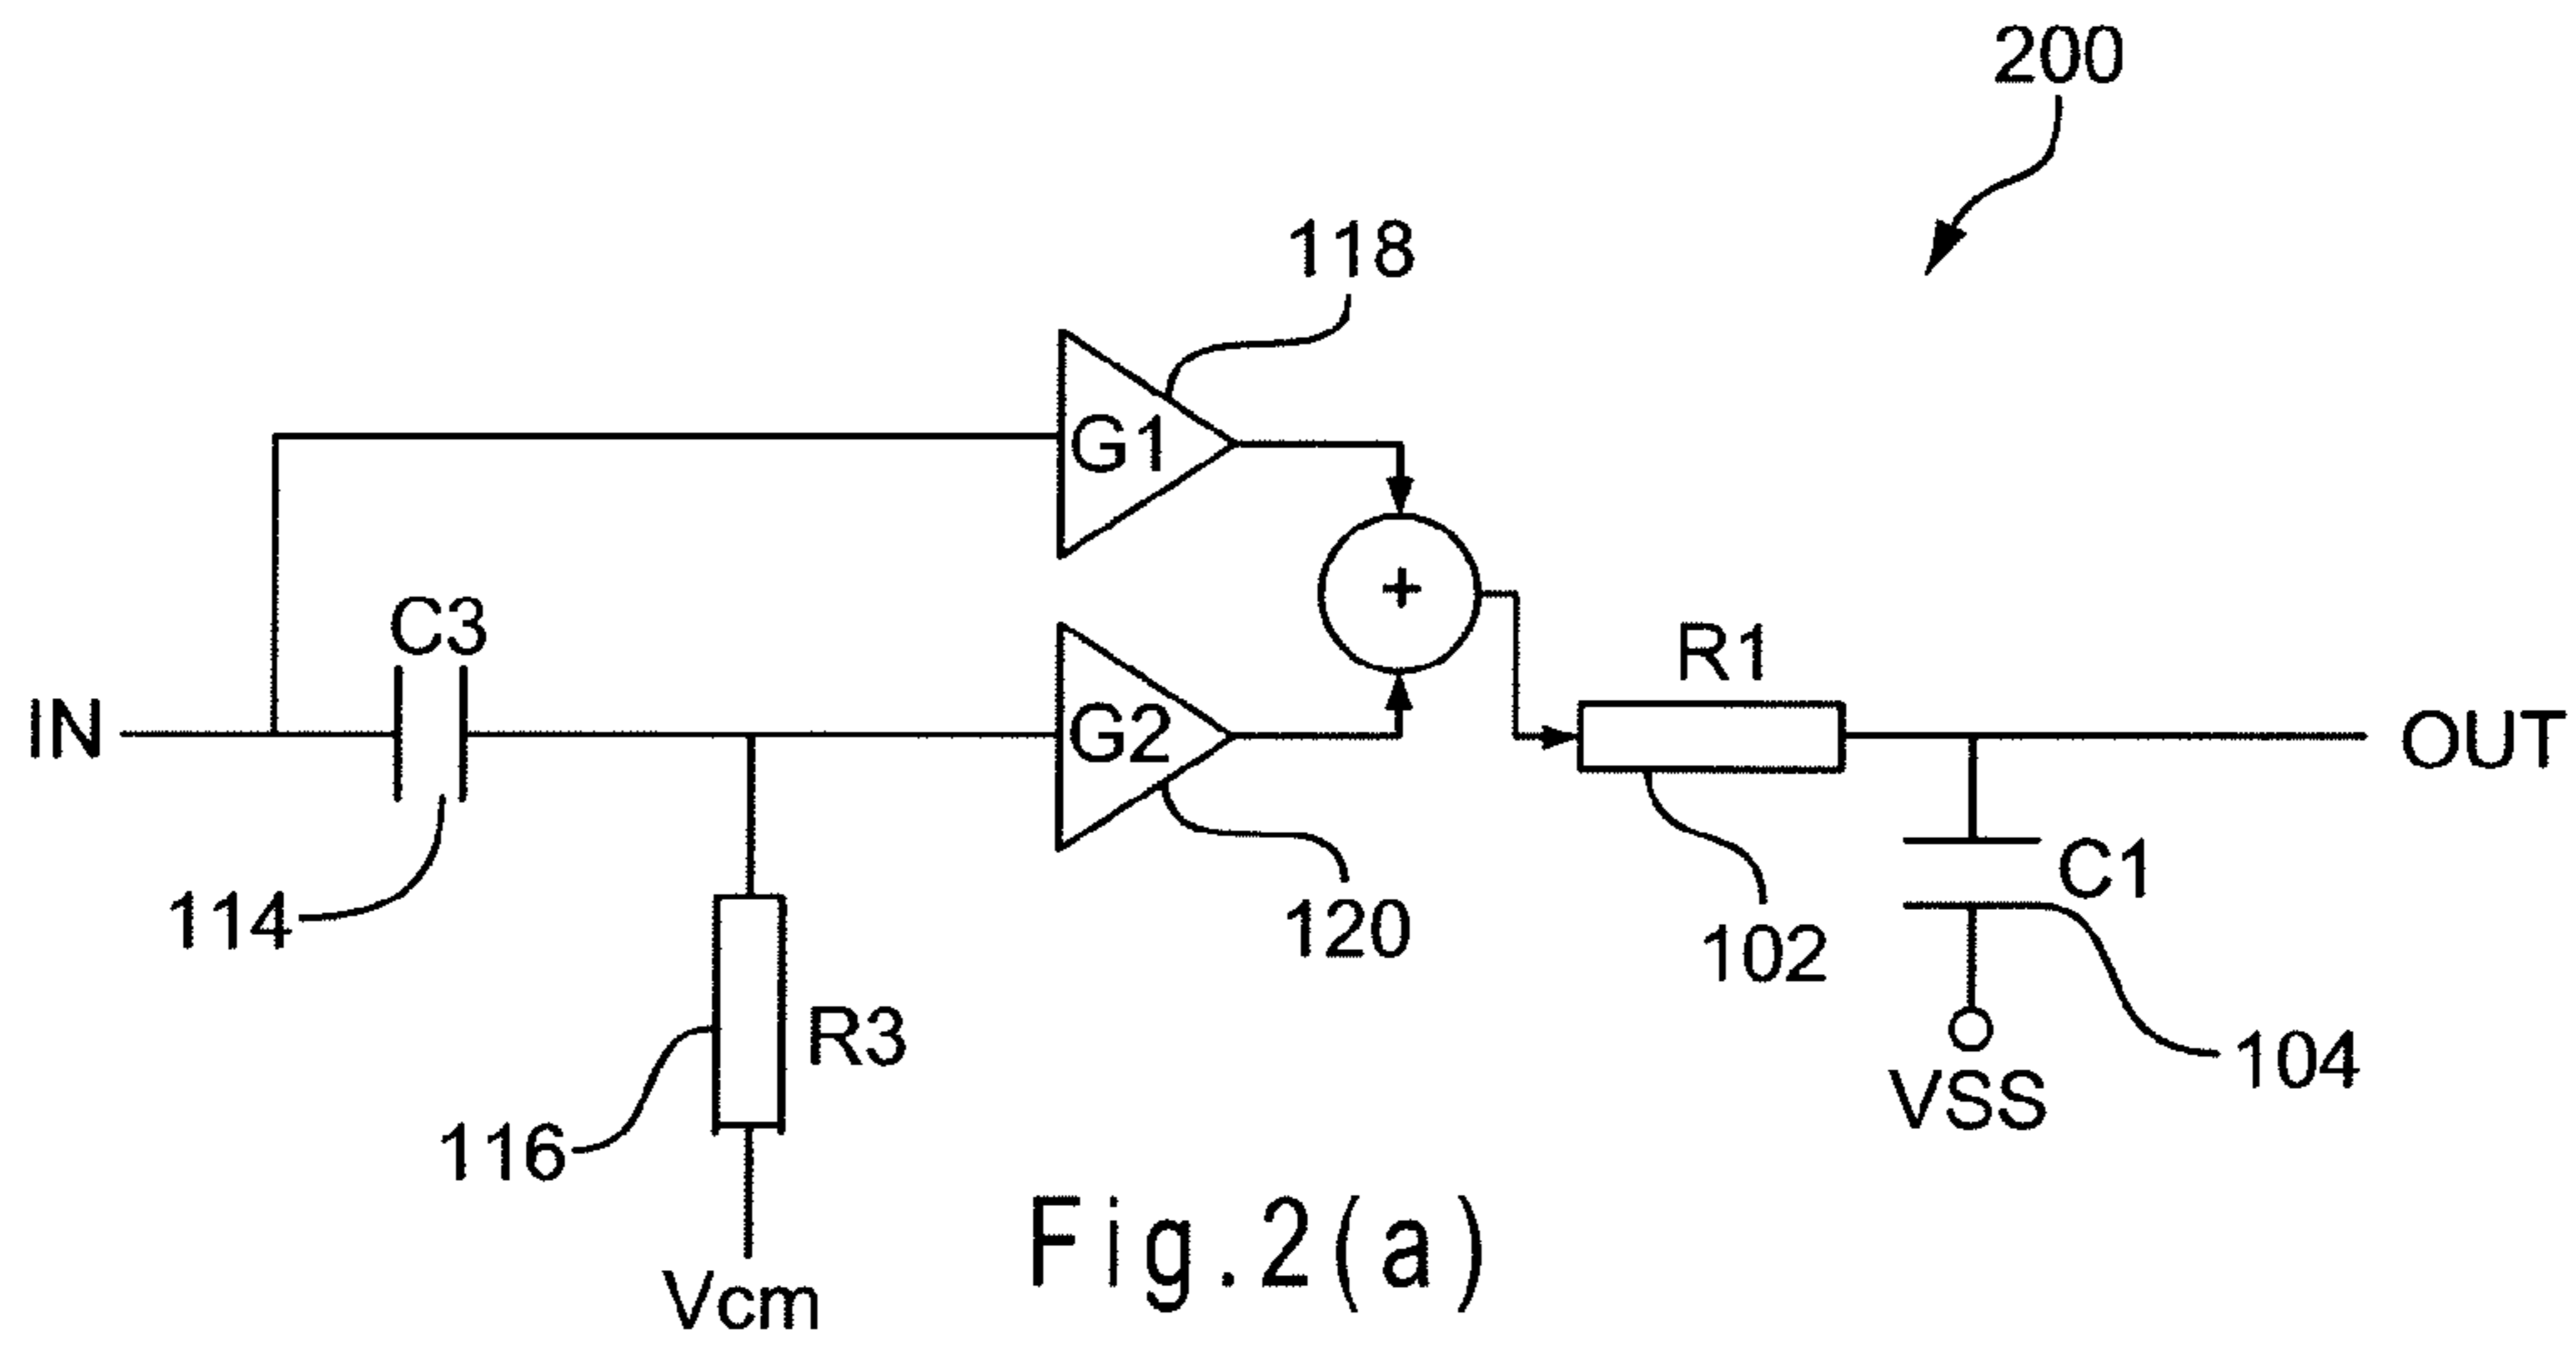 200
118
G1
+
C3
IN
G2
R1
OUT
114
C1
120
102
R3
116
104
VSS
Vcm
Fig.2(a)